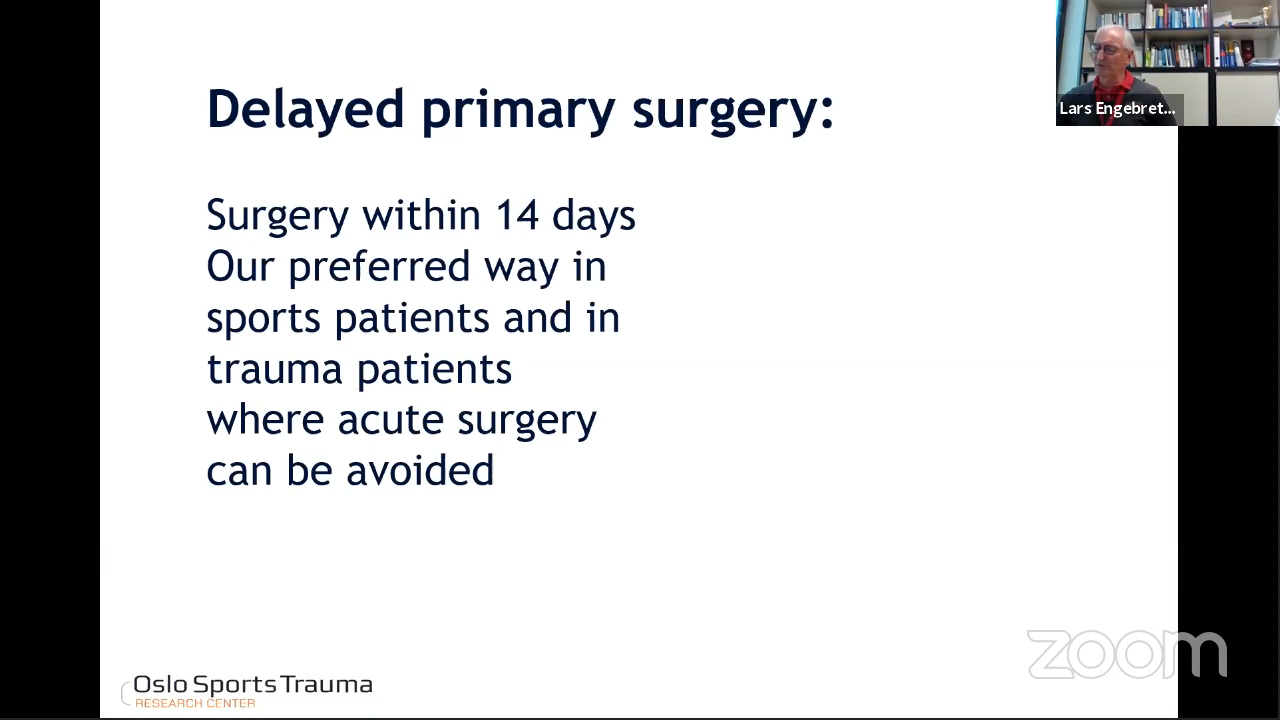 Delayed primary surgery:
Surgery within 14 days
Our preferred way in
sports patients and in
trauma patients
where acute surgery
can be avoided
Lars Engebret...
Oslo Sports Trauma
RESEARCH CENTER
zoom